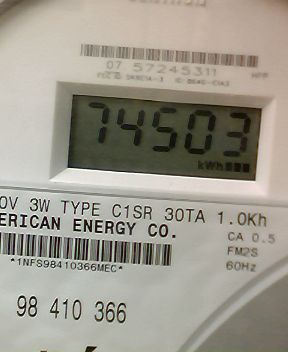 07 57245311
74503
kWh
0V 3W TYPE C1SR 30TA 1.0Kh
ERICAN ENERGY CO.
CA 0.5
FM2S
*1NFS98410366MEC*
60Hz
98 410 366